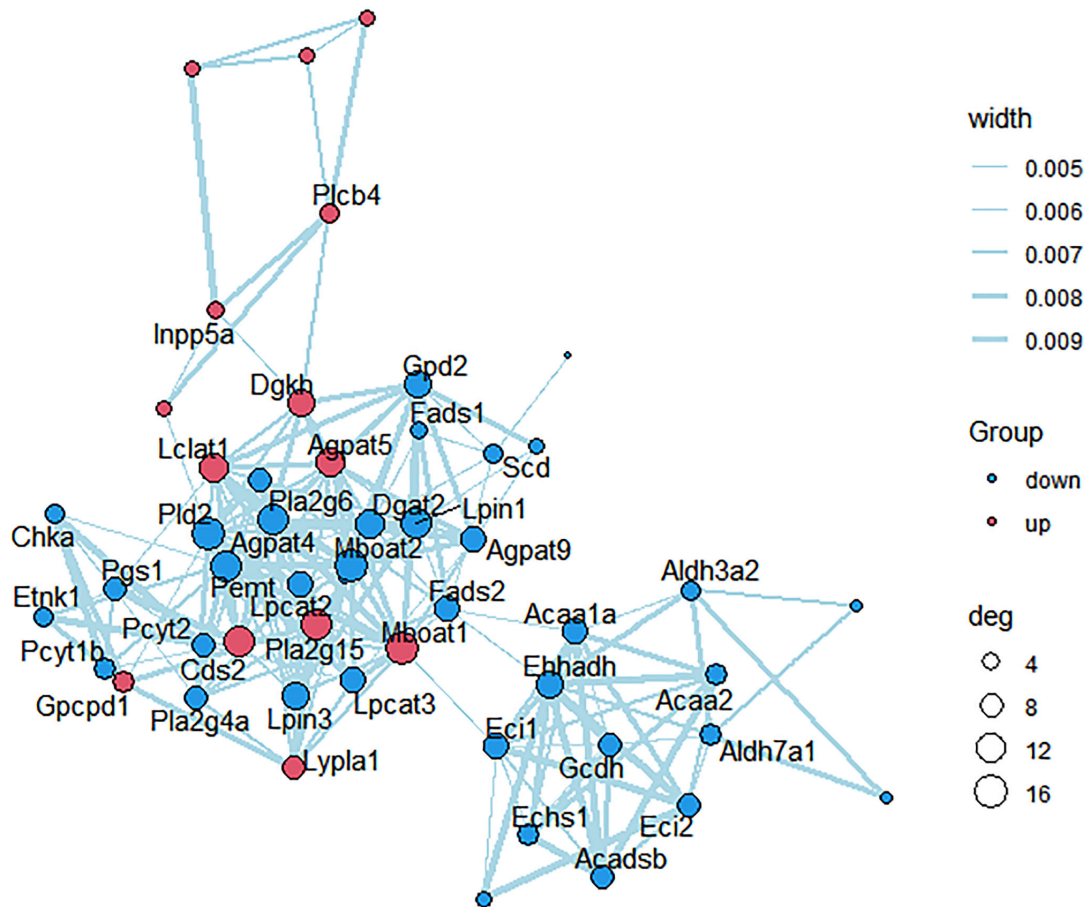 width
0.005
0.006
0.007
0.008
0.009
Group
down
up
deg
4
8
12
16
Plcb4
Inpp5a
Dgkh
Gpd2
Fads1
Lclat1
Agpat5
Scd
Pla2g6
Dgat2
Lpin1
Pld2
Chka
Agpat4
Mboat2
Agpat9
Pgs1
Pemt
Fads2
Aldh3a2
Etnk1
Lpcat2
Acaa1a
Pcyt2
Mboat1
Pcyt1b
Cds2
Pla2g15
Ehhadh
Gpcpd1
Pla2g4a
Lpin3
Lpcat3
Acaa2
Eci1
Aldh7a1
Lypla1
Gcdh
Echs1
Eci2
Acadsb